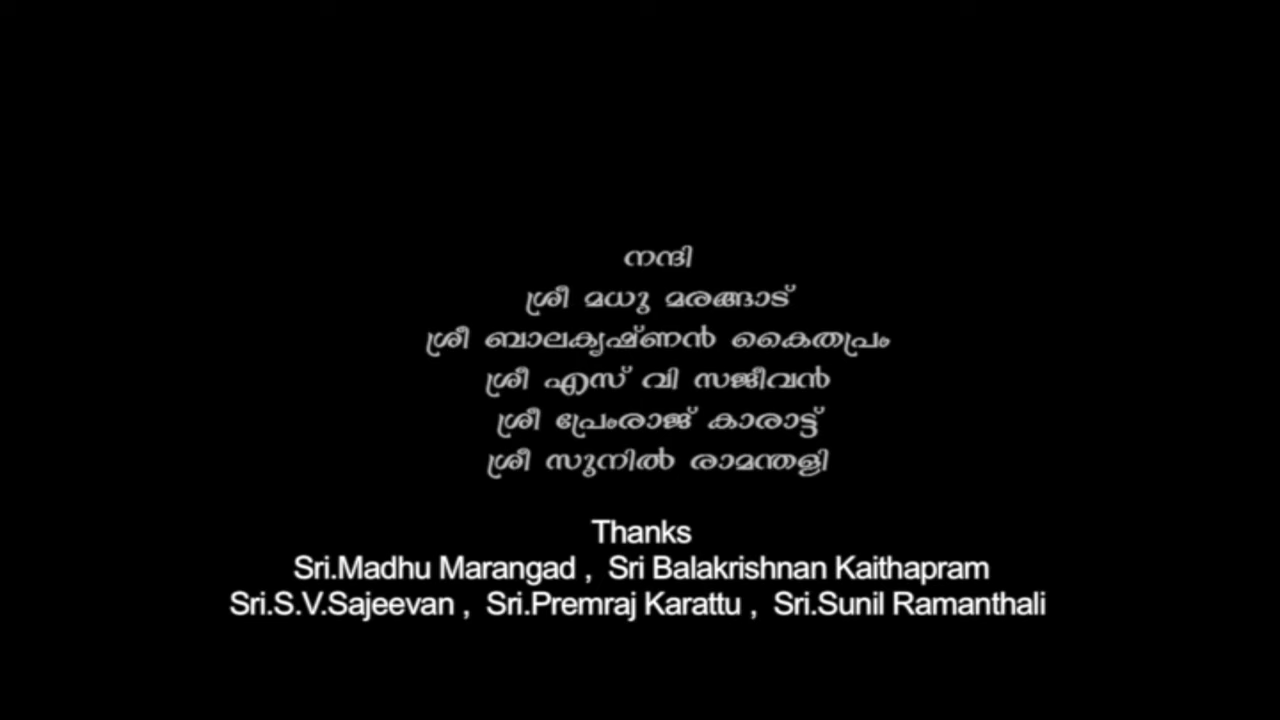 നന്ദി
ശ്രീ മധു മരങ്ങാട്
ശ്രീ ബാലകൃഷ്ണൻ കൈതപ്രം
ശ്രീ എസ് വി സജീവൻ
ശ്രീ പ്രേംരാജ് കാരാട്ട്
ശ്രീ സുനിൽ രാമന്തളി
Thanks
Sri.Madhu Marangad , Sri Balakrishnan Kaithapram
Sri.S.V.Sajeevan , Sri.Premraj Karattu , Sri.Sunil Ramanthali